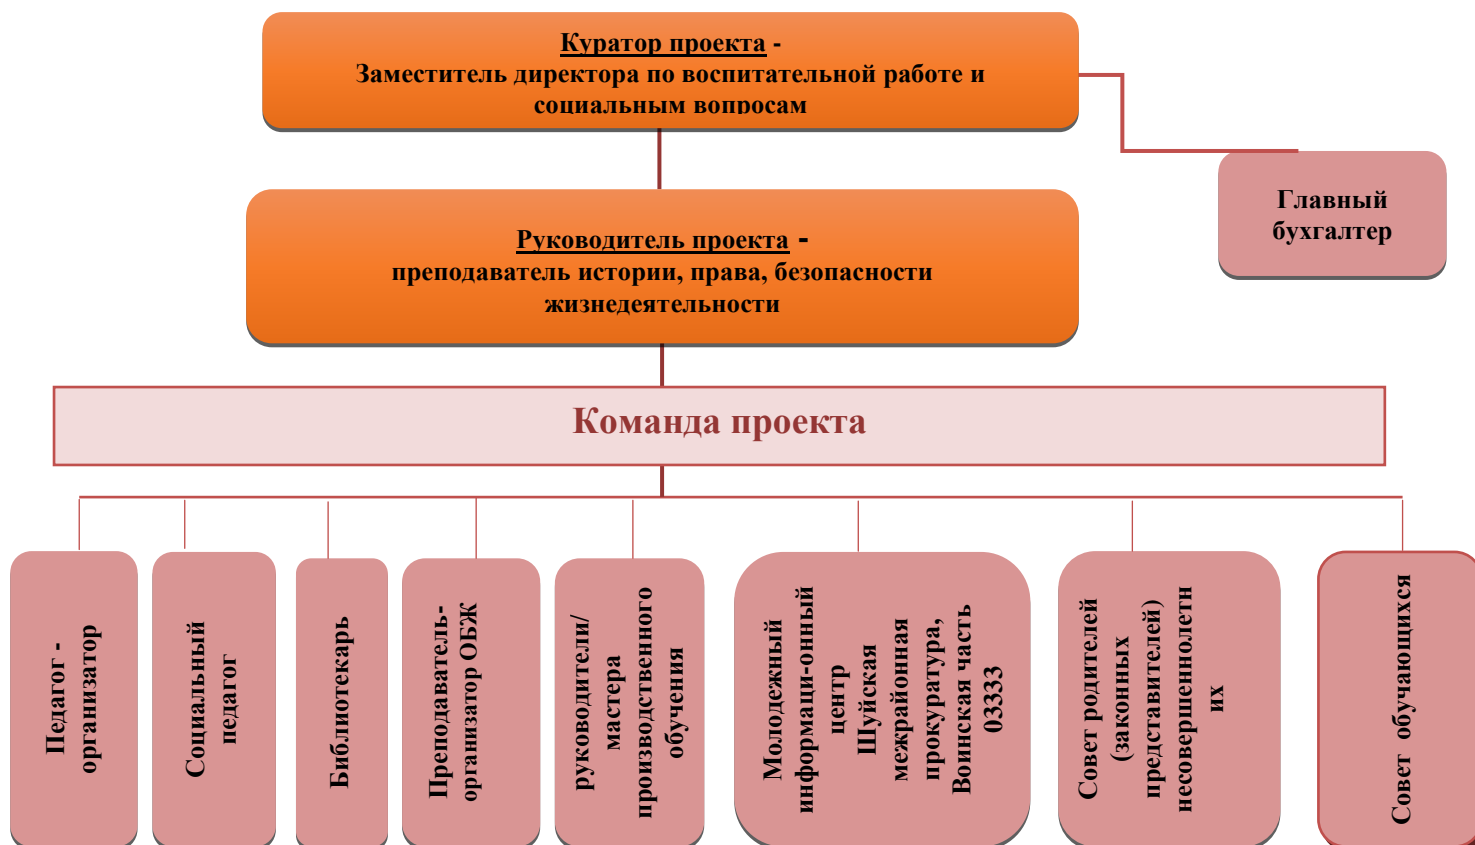 Куратор проекта -
Заместитель директора по воспитательной работе и
социальным вопросам
Главный
бухгалтер
Руководитель проекта -
преподаватель истории, права, безопасности
жизнедеятельности
Команда проекта
Педагог -
организатор
Социальный
педагог
Библиотекарь
Преподаватель-
организатор ОБЖ
руководители/
мастера
производственного
обучения
Молодежный
информаци-онный
центр
Шуйская
межрайонная
прокуратура,
Воинская часть
03333
Совет родителей
(законных
представителей)
несовершеннолетн
их
Совет обучающихся